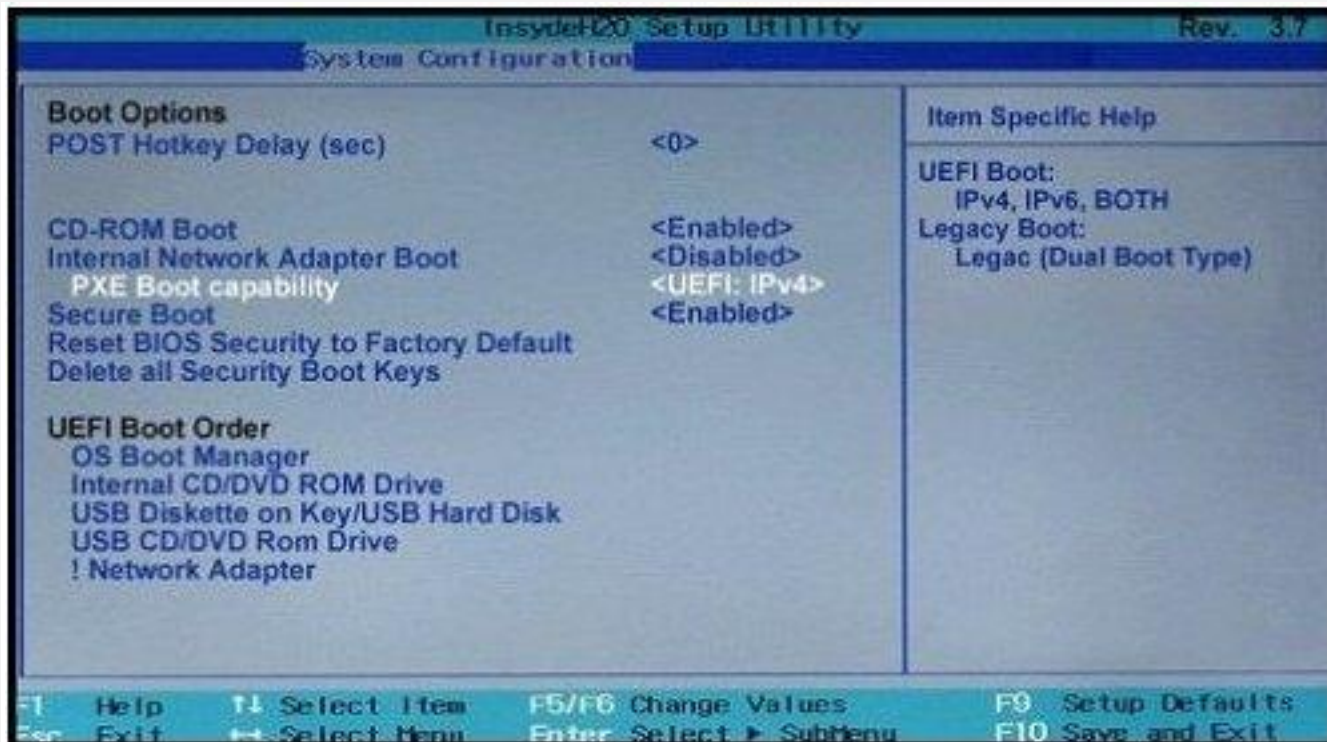 InsydeH2O Setup Utility Rev. 3.7
System Configuration
Boot Options
POST Hotkey Delay (sec) <0>
CD-ROM Boot <Enabled>
Internal Network Adapter Boot <Disabled>
PXE Boot capability <UEFI: IPv4>
Secure Boot <Enabled>
Reset BIOS Security to Factory Default
Delete all Security Boot Keys
UEFI Boot Order
OS Boot Manager
Internal CD/DVD ROM Drive
USB Diskette on Key/USB Hard Disk
USB CD/DVD Rom Drive
! Network Adapter
Item Specific Help
UEFI Boot:
IPv4, IPv6, BOTH
Legacy Boot:
Legac (Dual Boot Type)
F1 Help ↑↓ Select Item F5/F6 Change Values F9 Setup Defaults
Esc Exit ↔ Select Menu Enter Select ► SubMenu F10 Save and Exit